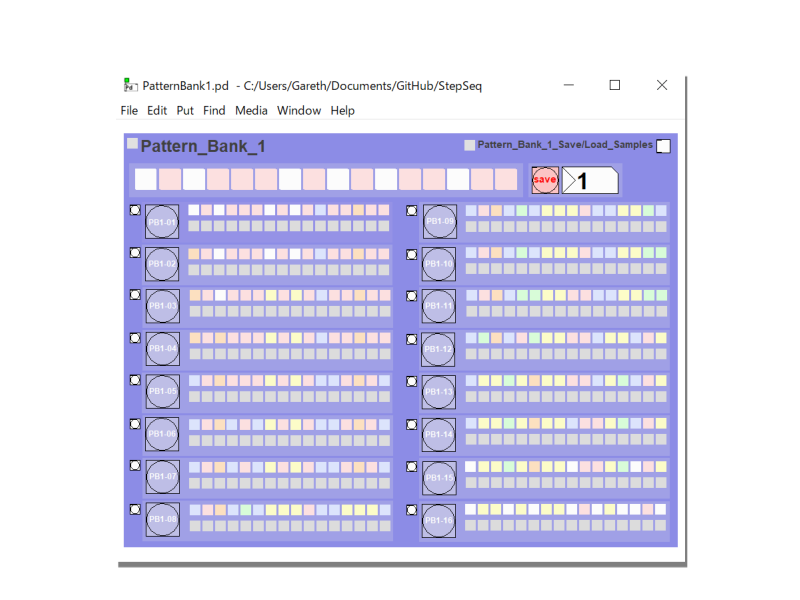 PatternBank1.pd - C:/Users/Gareth/Documents/GitHub/StepSeq
File Edit Put Find Media Window Help
Pattern_Bank_1
Pattern_Bank_1_Save/Load_Samples
save
1
PB1-01
PB1-09
PB1-02
PB1-10
PB1-03
PB1-11
PB1-04
PB1-12
PB1-05
PB1-13
PB1-06
PB1-14
PB1-07
PB1-15
PB1-08
PB1-16